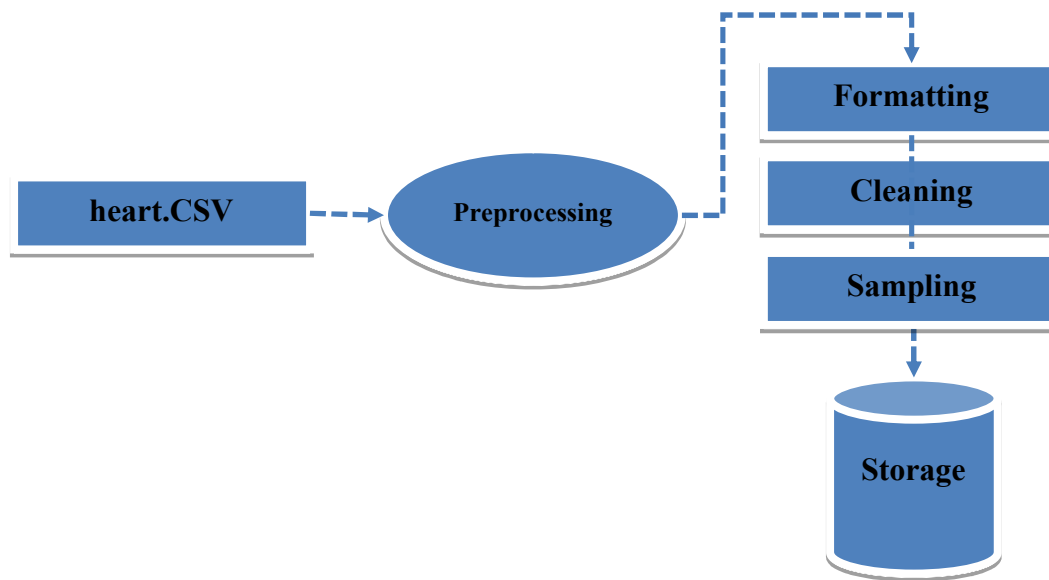 heart.CSV
Preprocessing
Formatting
Cleaning
Sampling
Storage